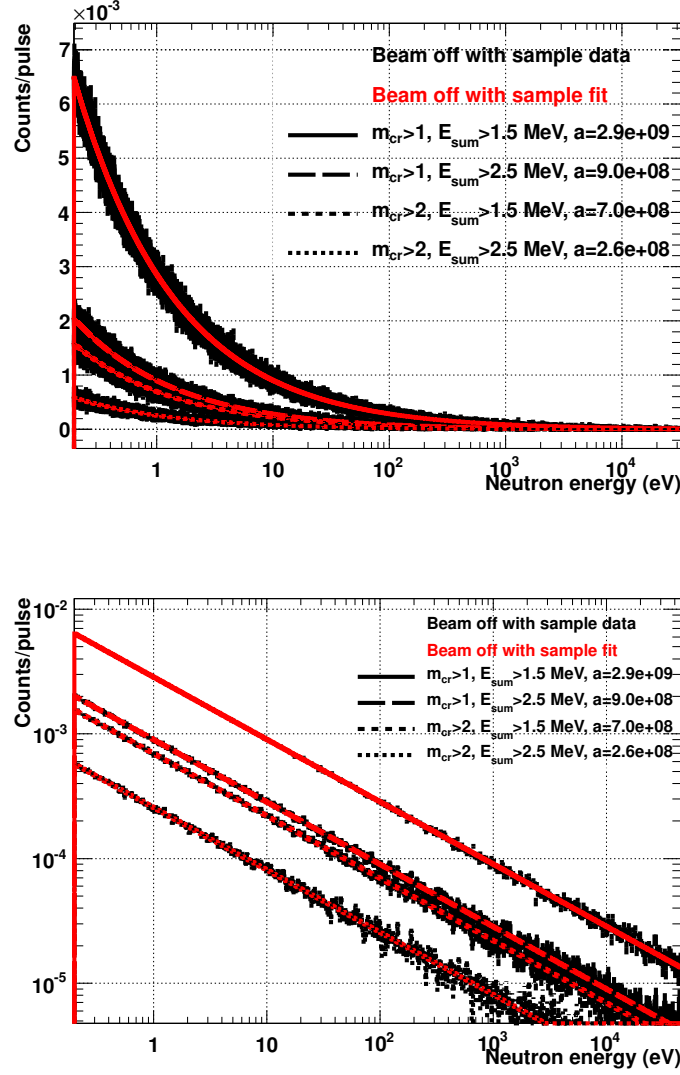 ×10⁻³
Counts/pulse
7
6
5
4
3
2
1
0
Beam off with sample data
Beam off with sample fit
m_cr>1, E_sum>1.5 MeV, a=2.9e+09
m_cr>1, E_sum>2.5 MeV, a=9.0e+08
m_cr>2, E_sum>1.5 MeV, a=7.0e+08
m_cr>2, E_sum>2.5 MeV, a=2.6e+08
1 10 10² 10³ 10⁴
Neutron energy (eV)
Counts/pulse
10⁻²
10⁻³
10⁻⁴
10⁻⁵
Beam off with sample data
Beam off with sample fit
m_cr>1, E_sum>1.5 MeV, a=2.9e+09
m_cr>1, E_sum>2.5 MeV, a=9.0e+08
m_cr>2, E_sum>1.5 MeV, a=7.0e+08
m_cr>2, E_sum>2.5 MeV, a=2.6e+08
1 10 10² 10³ 10⁴
Neutron energy (eV)